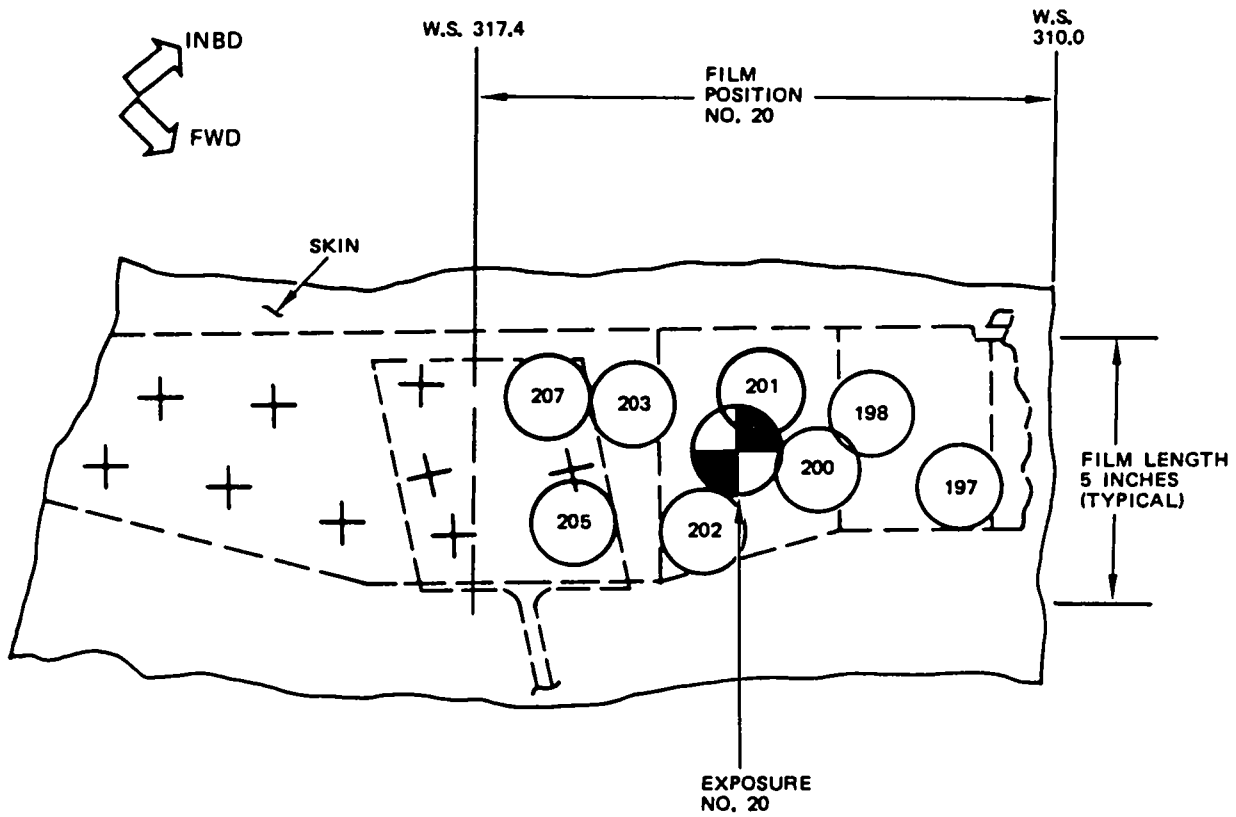 INBD
FWD
W.S. 317.4
W.S.
310.0
FILM
POSITION
NO. 20
SKIN
207
203
201
198
200
197
205
202
FILM LENGTH
5 INCHES
(TYPICAL)
EXPOSURE
NO. 20